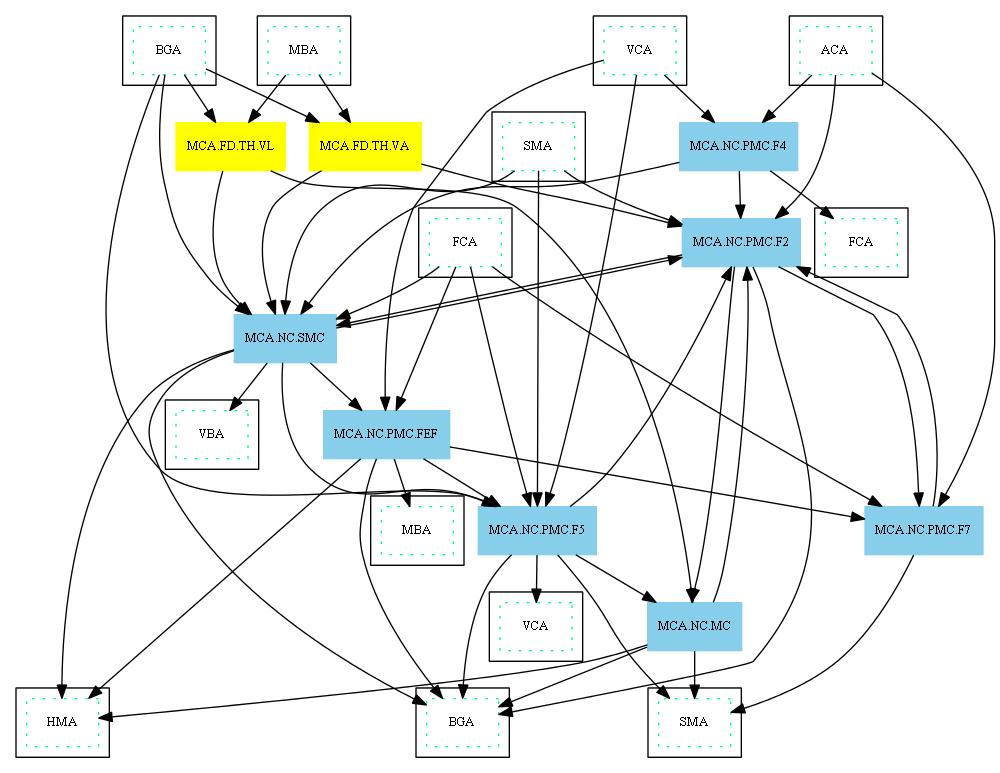 BGA
MBA
VCA
ACA
MCA.FD.TH.VL
MCA.FD.TH.VA
SMA
MCA.NC.PMC.F4
FCA
MCA.NC.PMC.F2
FCA
MCA.NC.SMC
VBA
MCA.NC.PMC.FEF
MBA
MCA.NC.PMC.F5
MCA.NC.PMC.F7
VCA
MCA.NC.MC
HMA
BGA
SMA